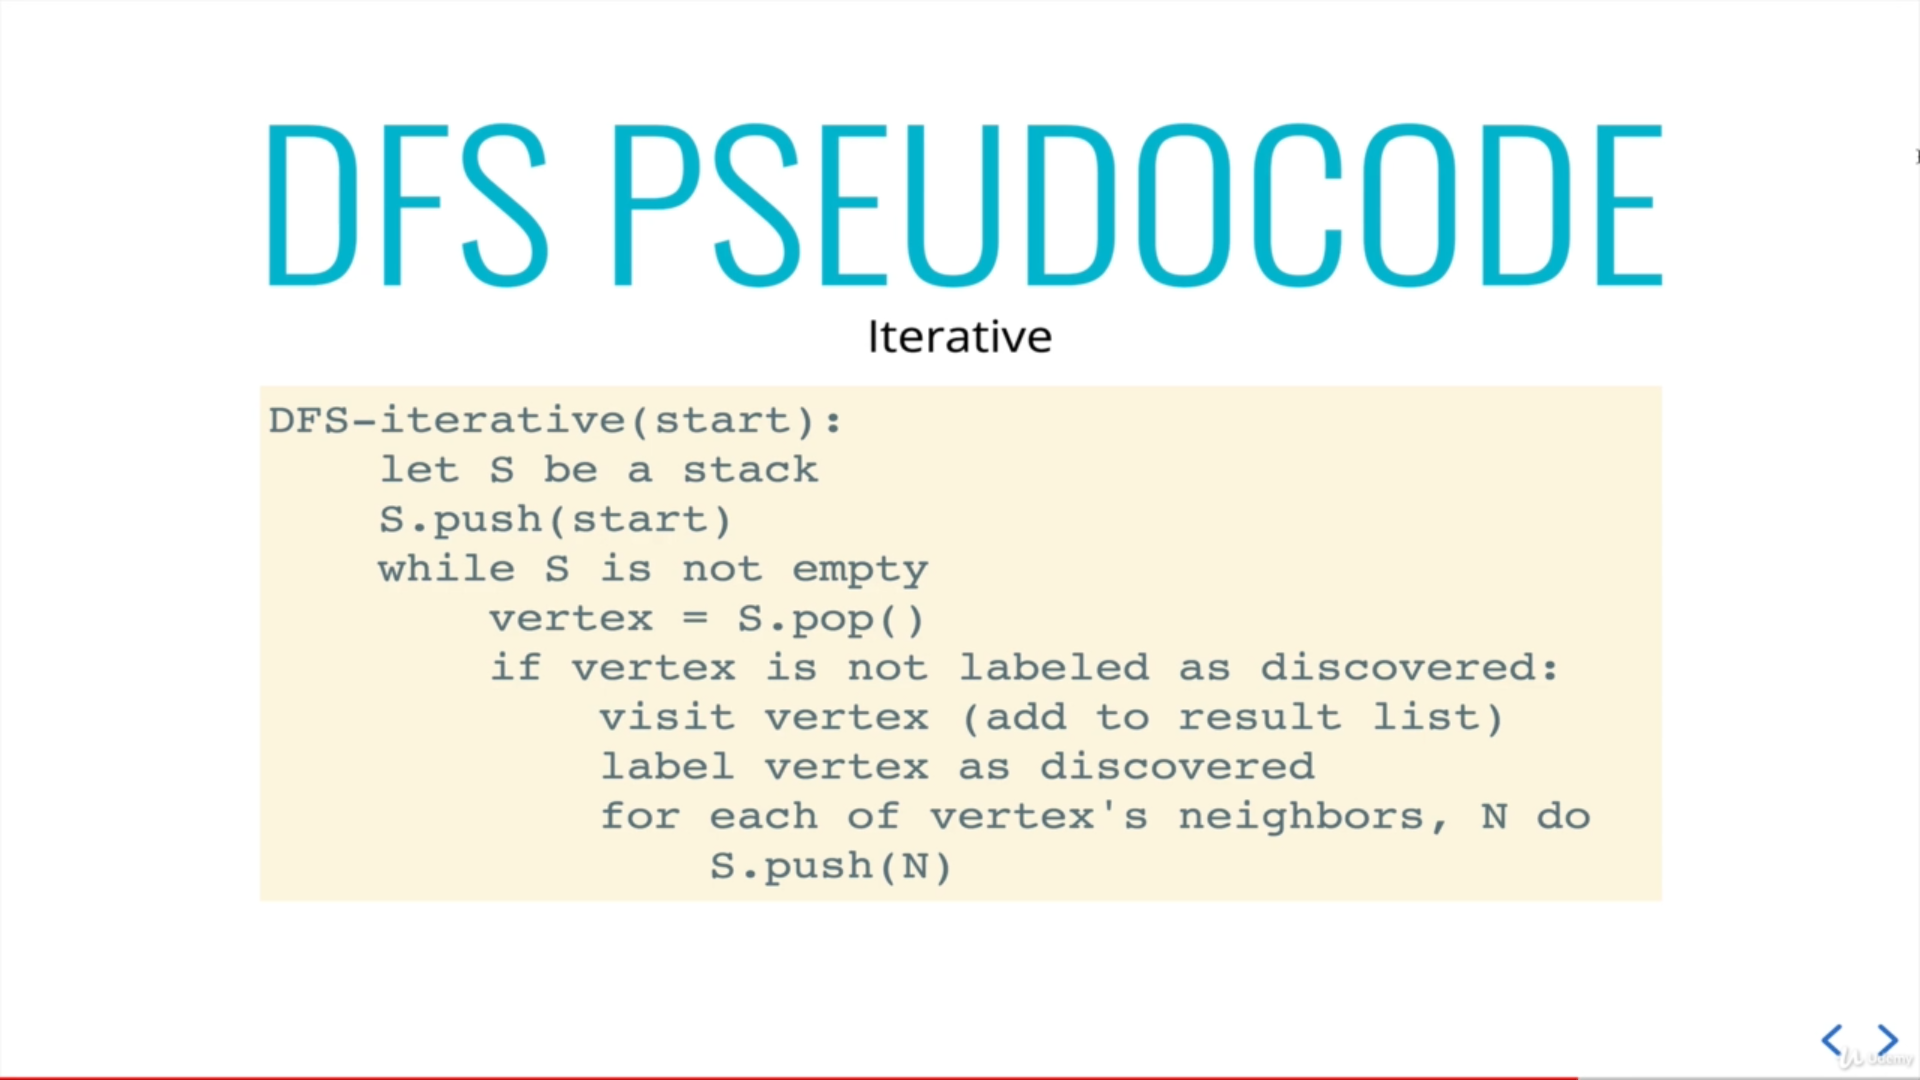 DFS PSEUDOCODE
Iterative
DFS-iterative(start):
    let S be a stack
    S.push(start)
    while S is not empty
        vertex = S.pop()
        if vertex is not labeled as discovered:
            visit vertex (add to result list)
            label vertex as discovered
            for each of vertex's neighbors, N do
                S.push(N)
Udemy